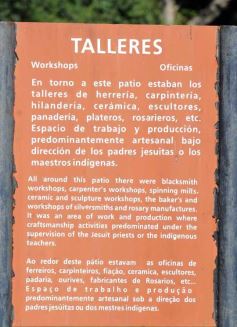 TALLERES
Workshops Oficinas
En torno a este patio estaban los
talleres de herrería, carpintería,
hilandería, cerámica, escultores,
panadería, plateros, rosarieros, etc.
Espacio de trabajo y producción,
predominantemente artesanal bajo
dirección de los padres jesuitas o los
maestros indígenas.
All around this patio there were blacksmith
workshops, carpenter's workshops, spinning mills,
ceramic and sculpture workshops, the baker's and
workshops of silversmiths and rosary manufactures.
It was an area of work and production where
craftsmanship activities predominated under the
supervision of the Jesuit priests or the indigenous
teachers.
Ao redor deste pátio estavam as oficinas de
ferreiros, carpinteiros, fiação, ceramica, escultores,
padaria, ourives, fabricantes de Rosarios, etc...
Espaço de trabalho e produção
predominantemente artesanal sob a direção dos
padres jesuítas ou dos mestres indígenas.